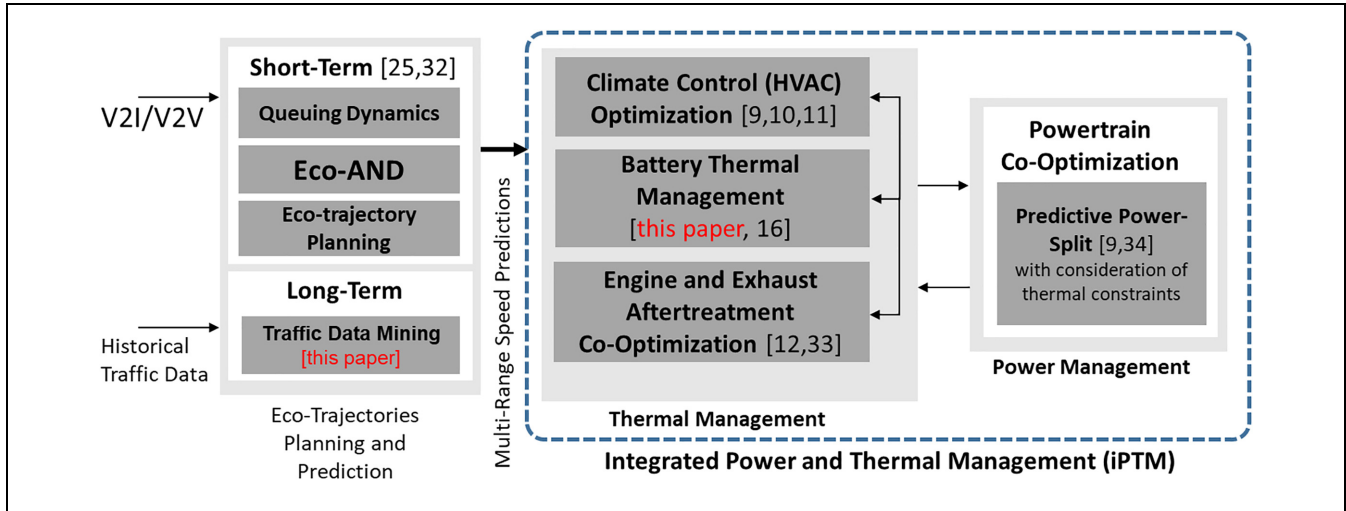 V2I/V2V
Historical
Traffic Data
Short-Term [25,32]
Queuing Dynamics
Eco-AND
Eco-trajectory
Planning
Long-Term
Traffic Data Mining
[this paper]
Eco-Trajectories
Planning and
Prediction
Multi-Range Speed Predictions
Climate Control (HVAC)
Optimization [9,10,11]
Battery Thermal
Management
[this paper, 16]
Engine and Exhaust
Aftertreatment
Co-Optimization [12,33]
Thermal Management
Powertrain
Co-Optimization
Predictive Power-
Split [9,34]
with consideration of
thermal constraints
Power Management
Integrated Power and Thermal Management (iPTM)